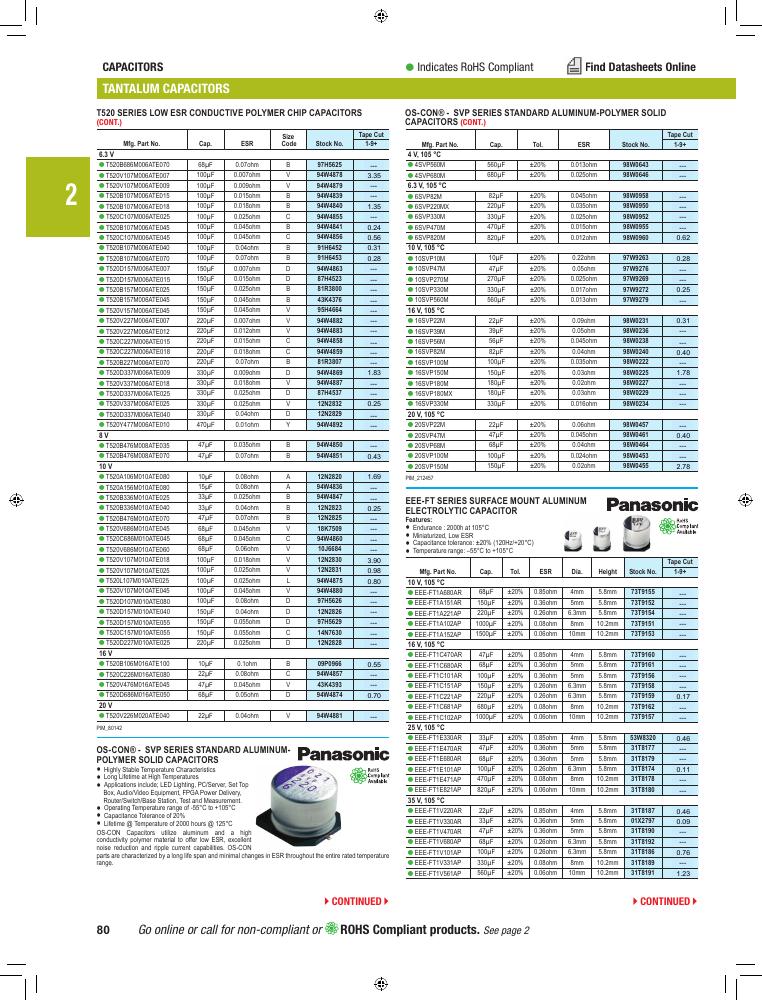 CAPACITORS
Indicates RoHS Compliant
Find Datasheets Online
TANTALUM CAPACITORS
2
T520 SERIES LOW ESR CONDUCTIVE POLYMER CHIP CAPACITORS
(CONT.)
Mfg. Part No. Cap. ESR Size Code Stock No. Tape Cut 1-9+
6.3 V
T520B686M006ATE070 68µF 0.07ohm B 97H5625 ---
T520V107M006ATE007 100µF 0.007ohm V 94W4878 3.35
T520V107M006ATE009 100µF 0.009ohm V 94W4879 ---
T520B107M006ATE015 100µF 0.015ohm B 94W4839 ---
T520B107M006ATE018 100µF 0.018ohm B 94W4840 1.35
T520C107M006ATE025 100µF 0.025ohm C 94W4855 ---
T520B107M006ATE045 100µF 0.045ohm B 94W4841 0.24
T520C107M006ATE045 100µF 0.045ohm C 94W4856 0.56
T520B107M006ATE040 100µF 0.04ohm B 91H6452 0.31
T520B107M006ATE070 100µF 0.07ohm B 91H6453 0.28
T520D157M006ATE007 150µF 0.007ohm D 94W4863 ---
T520D157M006ATE015 150µF 0.015ohm D 87H4523 ---
T520B157M006ATE025 150µF 0.025ohm B 81R3800 ---
T520B157M006ATE045 150µF 0.045ohm B 43K4376 ---
T520V157M006ATE045 150µF 0.045ohm V 95H4664 ---
T520V227M006ATE007 220µF 0.007ohm V 94W4882 ---
T520V227M006ATE012 220µF 0.012ohm V 94W4883 ---
T520C227M006ATE015 220µF 0.015ohm C 94W4858 ---
T520C227M006ATE018 220µF 0.018ohm C 94W4859 ---
T520B227M006ATE070 220µF 0.07ohm B 81R3807 ---
T520D337M006ATE009 330µF 0.009ohm D 94W4869 1.83
T520V337M006ATE018 330µF 0.018ohm V 94W4887 ---
T520D337M006ATE025 330µF 0.025ohm D 87H4537 ---
T520V337M006ATE025 330µF 0.025ohm V 12N2832 0.25
T520D337M006ATE040 330µF 0.04ohm D 12N2829 ---
T520Y477M006ATE010 470µF 0.01ohm Y 94W4892 ---
8 V
T520B476M008ATE035 47µF 0.035ohm B 94W4850 ---
T520B476M008ATE070 47µF 0.07ohm B 94W4851 0.43
10 V
T520A106M010ATE080 10µF 0.08ohm A 12N2820 1.69
T520A156M010ATE080 15µF 0.08ohm A 94W4836 ---
T520B336M010ATE025 33µF 0.025ohm B 94W4847 ---
T520B336M010ATE040 33µF 0.04ohm B 12N2823 0.25
T520B476M010ATE070 47µF 0.07ohm B 12N2825 ---
T520V686M010ATE045 68µF 0.045ohm V 18K7509 ---
T520C686M010ATE045 68µF 0.045ohm C 94W4860 ---
T520V686M010ATE060 68µF 0.06ohm V 10J6684 ---
T520V107M010ATE018 100µF 0.018ohm V 12N2830 3.90
T520V107M010ATE025 100µF 0.025ohm V 12N2831 0.98
T520L107M010ATE025 100µF 0.025ohm L 94W4875 0.80
T520V107M010ATE045 100µF 0.045ohm V 94W4880 ---
T520D107M010ATE080 100µF 0.08ohm D 97H5626 ---
T520D157M010ATE040 150µF 0.04ohm D 12N2826 ---
T520D157M010ATE055 150µF 0.055ohm D 97H5629 ---
T520C157M010ATE055 150µF 0.055ohm C 14N7630 ---
T520D227M010ATE025 220µF 0.025ohm D 12N2828 ---
16 V
T520B106M016ATE100 10µF 0.1ohm B 09P0966 0.55
T520C226M016ATE080 22µF 0.08ohm C 94W4857 ---
T520V476M016ATE045 47µF 0.045ohm V 43K4393 ---
T520D686M016ATE050 68µF 0.05ohm D 94W4874 0.70
20 V
T520V226M020ATE040 22µF 0.04ohm V 94W4881 ---
PIM_80142
OS-CON® - SVP SERIES STANDARD ALUMINUM-
POLYMER SOLID CAPACITORS
Panasonic
RoHS Compliant Available
Highly Stable Temperature Characteristics
Long Lifetime at High Temperatures
Applications include; LED Lighting, PC/Server, Set Top
Box, Audio/Video Equipment, FPGA Power Delivery,
Router/Switch/Base Station, Test and Measurement.
Operating Temperature range of -55°C to +105°C
Capacitance Tolerance of 20%
Lifetime @ Temperature of 2000 hours @ 125°C
OS-CON Capacitors utilize aluminum and a high
conductivity polymer material to offer low ESR, excellent
noise reduction and ripple current capabilities. OS-CON
parts are characterized by a long life span and minimal changes in ESR throughout the entire rated temperature
range.
CONTINUED
OS-CON® - SVP SERIES STANDARD ALUMINUM-POLYMER SOLID
CAPACITORS (CONT.)
Mfg. Part No. Cap. Tol. ESR Stock No. Tape Cut 1-9+
4 V, 105 °C
4SVP560M 560µF ±20% 0.013ohm 98W0643 ---
4SVP680M 680µF ±20% 0.025ohm 98W0646 ---
6.3 V, 105 °C
6SVP82M 82µF ±20% 0.045ohm 98W0958 ---
6SVP220MX 220µF ±20% 0.035ohm 98W0950 ---
6SVP330M 330µF ±20% 0.025ohm 98W0952 ---
6SVP470M 470µF ±20% 0.015ohm 98W0955 ---
6SVP820M 820µF ±20% 0.012ohm 98W0960 0.62
10 V, 105 °C
10SVP10M 10µF ±20% 0.22ohm 97W9263 0.28
10SVP47M 47µF ±20% 0.05ohm 97W9276 ---
10SVP270M 270µF ±20% 0.025ohm 97W9269 ---
10SVP330M 330µF ±20% 0.017ohm 97W9272 0.25
10SVP560M 560µF ±20% 0.013ohm 97W9279 ---
16 V, 105 °C
16SVP22M 22µF ±20% 0.09ohm 98W0231 0.31
16SVP39M 39µF ±20% 0.05ohm 98W0236 ---
16SVP56M 56µF ±20% 0.045ohm 98W0238 ---
16SVP82M 82µF ±20% 0.04ohm 98W0240 0.40
16SVP100M 100µF ±20% 0.035ohm 98W0222 ---
16SVP150M 150µF ±20% 0.03ohm 98W0225 1.78
16SVP180M 180µF ±20% 0.02ohm 98W0227 ---
16SVP180MX 180µF ±20% 0.03ohm 98W0229 ---
16SVP330M 330µF ±20% 0.016ohm 98W0234 ---
20 V, 105 °C
20SVP22M 22µF ±20% 0.06ohm 98W0457 ---
20SVP47M 47µF ±20% 0.045ohm 98W0461 0.40
20SVP68M 68µF ±20% 0.04ohm 98W0464 ---
20SVP100M 100µF ±20% 0.024ohm 98W0453 ---
20SVP150M 150µF ±20% 0.02ohm 98W0455 2.78
PIM_212457
EEE-FT SERIES SURFACE MOUNT ALUMINUM
ELECTROLYTIC CAPACITOR
Panasonic
Features:
Endurance : 2000h at 105°C
Miniaturized, Low ESR
Capacitance tolerance: ±20% (120Hz/+20°C)
Temperature range: -55°C to +105°C
RoHS Compliant Available
Mfg. Part No. Cap. Tol. ESR Dia. Height Stock No. Tape Cut 1-9+
10 V, 105 °C
EEE-FT1A680AR 68µF ±20% 0.85ohm 4mm 5.8mm 73T9155 ---
EEE-FT1A151AR 150µF ±20% 0.36ohm 5mm 5.8mm 73T9152 ---
EEE-FT1A221AP 220µF ±20% 0.26ohm 6.3mm 5.8mm 73T9154 ---
EEE-FT1A102AP 1000µF ±20% 0.08ohm 8mm 10.2mm 73T9151 ---
EEE-FT1A152AP 1500µF ±20% 0.06ohm 10mm 10.2mm 73T9153 ---
16 V, 105 °C
EEE-FT1C470AR 47µF ±20% 0.85ohm 4mm 5.8mm 73T9160 ---
EEE-FT1C680AR 68µF ±20% 0.36ohm 5mm 5.8mm 73T9161 ---
EEE-FT1C101AR 100µF ±20% 0.36ohm 5mm 5.8mm 73T9156 ---
EEE-FT1C151AP 150µF ±20% 0.26ohm 6.3mm 5.8mm 73T9158 ---
EEE-FT1C221AP 220µF ±20% 0.26ohm 6.3mm 5.8mm 73T9159 0.17
EEE-FT1C681AP 680µF ±20% 0.08ohm 8mm 10.2mm 73T9162 ---
EEE-FT1C102AP 1000µF ±20% 0.06ohm 10mm 10.2mm 73T9157 ---
25 V, 105 °C
EEE-FT1E330AR 33µF ±20% 0.85ohm 4mm 5.8mm 53W8320 0.46
EEE-FT1E470AR 47µF ±20% 0.36ohm 5mm 5.8mm 31T8177 ---
EEE-FT1E680AR 68µF ±20% 0.36ohm 5mm 5.8mm 31T8179 ---
EEE-FT1E101AP 100µF ±20% 0.26ohm 6.3mm 5.8mm 31T8174 0.11
EEE-FT1E471AP 470µF ±20% 0.08ohm 8mm 10.2mm 31T8178 ---
EEE-FT1E821AP 820µF ±20% 0.06ohm 10mm 10.2mm 31T8180 ---
35 V, 105 °C
EEE-FT1V220AR 22µF ±20% 0.85ohm 4mm 5.8mm 31T8187 0.46
EEE-FT1V330AR 33µF ±20% 0.36ohm 5mm 5.8mm 01X2797 0.09
EEE-FT1V470AR 47µF ±20% 0.36ohm 5mm 5.8mm 31T8190 ---
EEE-FT1V680AP 68µF ±20% 0.26ohm 6.3mm 5.8mm 31T8192 ---
EEE-FT1V101AP 100µF ±20% 0.26ohm 6.3mm 5.8mm 31T8186 0.76
EEE-FT1V331AP 330µF ±20% 0.08ohm 8mm 10.2mm 31T8189 ---
EEE-FT1V561AP 560µF ±20% 0.06ohm 10mm 10.2mm 31T8191 1.23
CONTINUED
80 Go online or call for non-compliant or RoHS Compliant products. See page 2